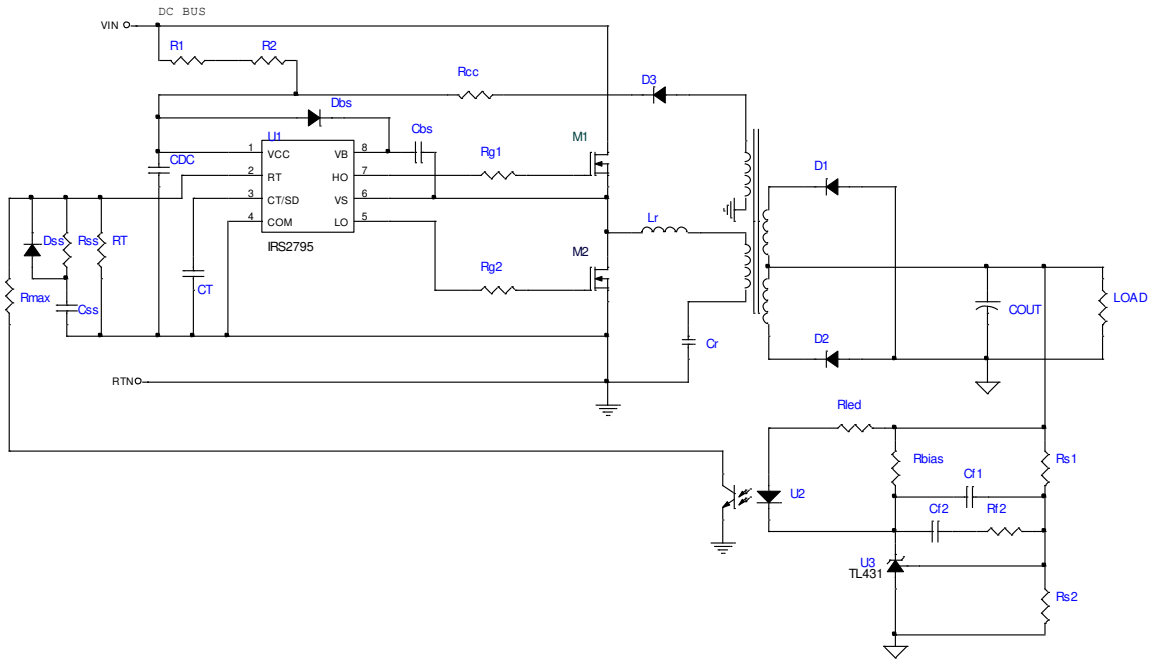 DC BUS
VIN
R1
R2
Rcc
D3
Dbs
Cbs
U1
M1
CDC
1
VCC
VB
8
Rg1
D1
2
RT
HO
7
3
CT/SD
VS
6
4
COM
LO
5
Lr
Dss
Rss
RT
IRS2795
M2
Rg2
CT
Rmax
Css
COUT
LOAD
Cr
D2
RTN
Rled
Rbias
Rs1
Cf1
U2
Cf2
Rf2
U3
TL431
Rs2